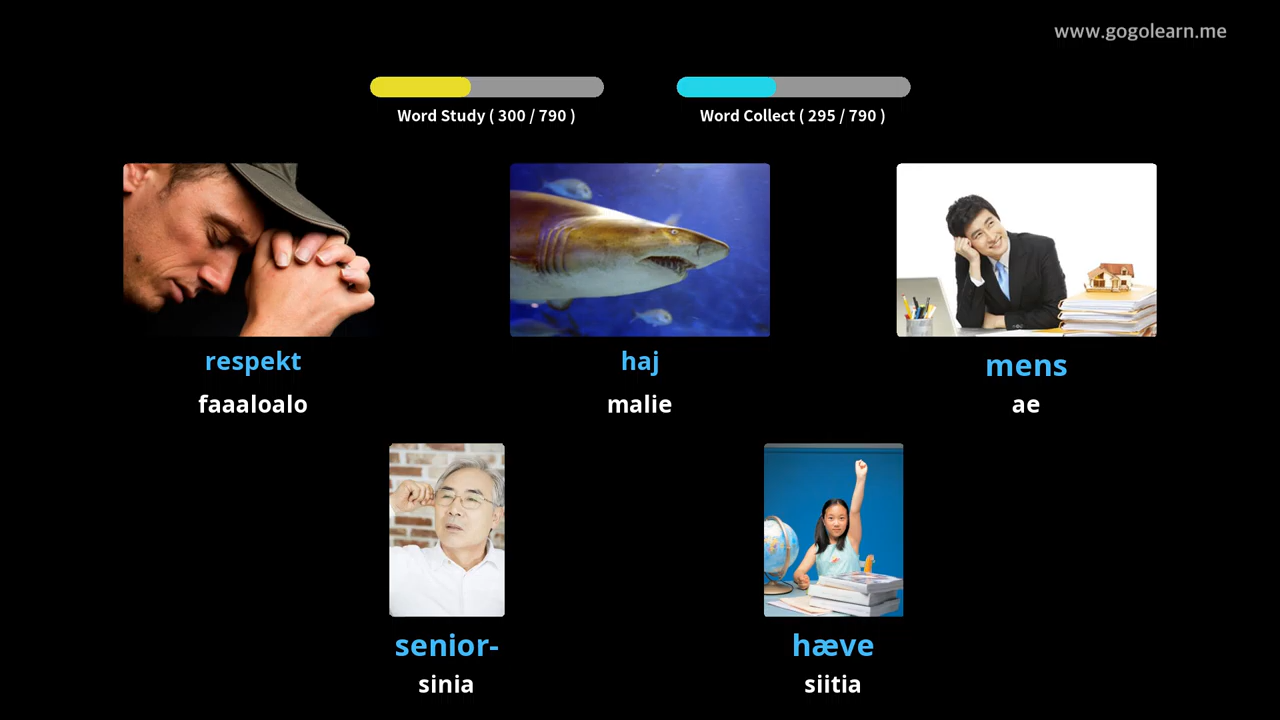 www.gogolearn.me
Word Study ( 300 / 790 )
Word Collect ( 295 / 790 )
respekt
faaaloalo
haj
malie
mens
ae
senior-
sinia
hæve
siitia